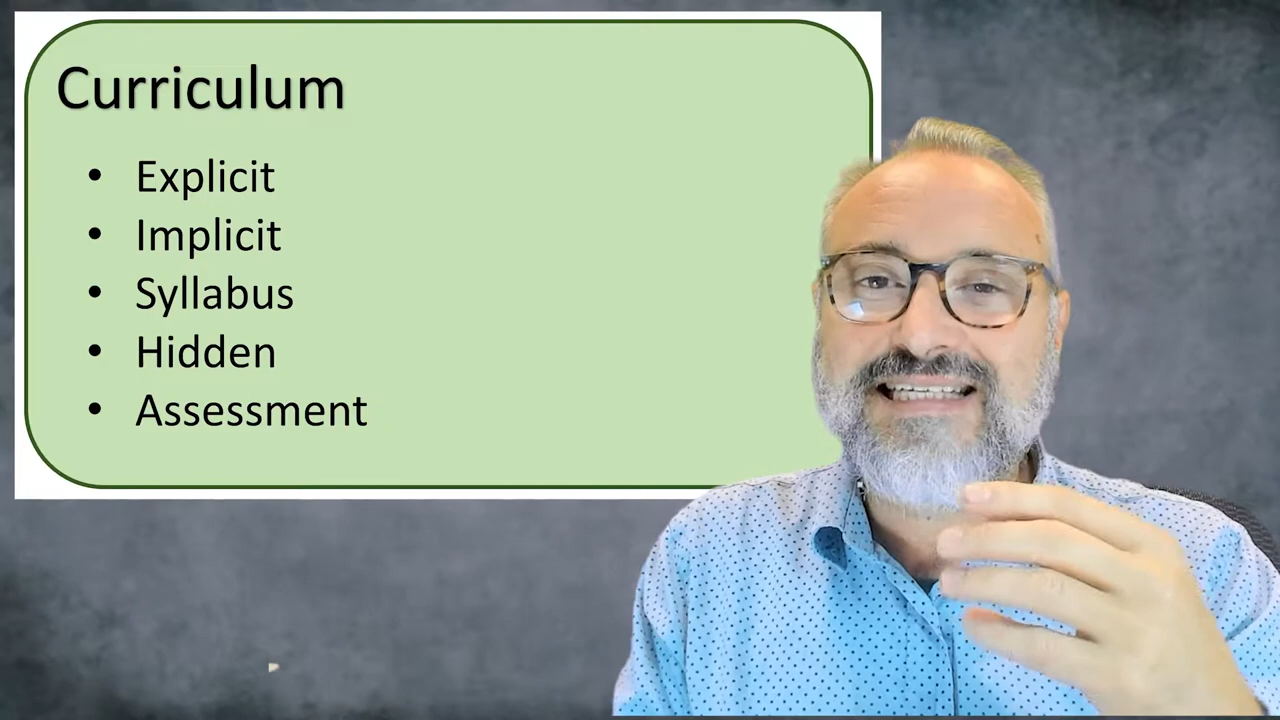 Curriculum
• Explicit
• Implicit
• Syllabus
• Hidden
• Assessment